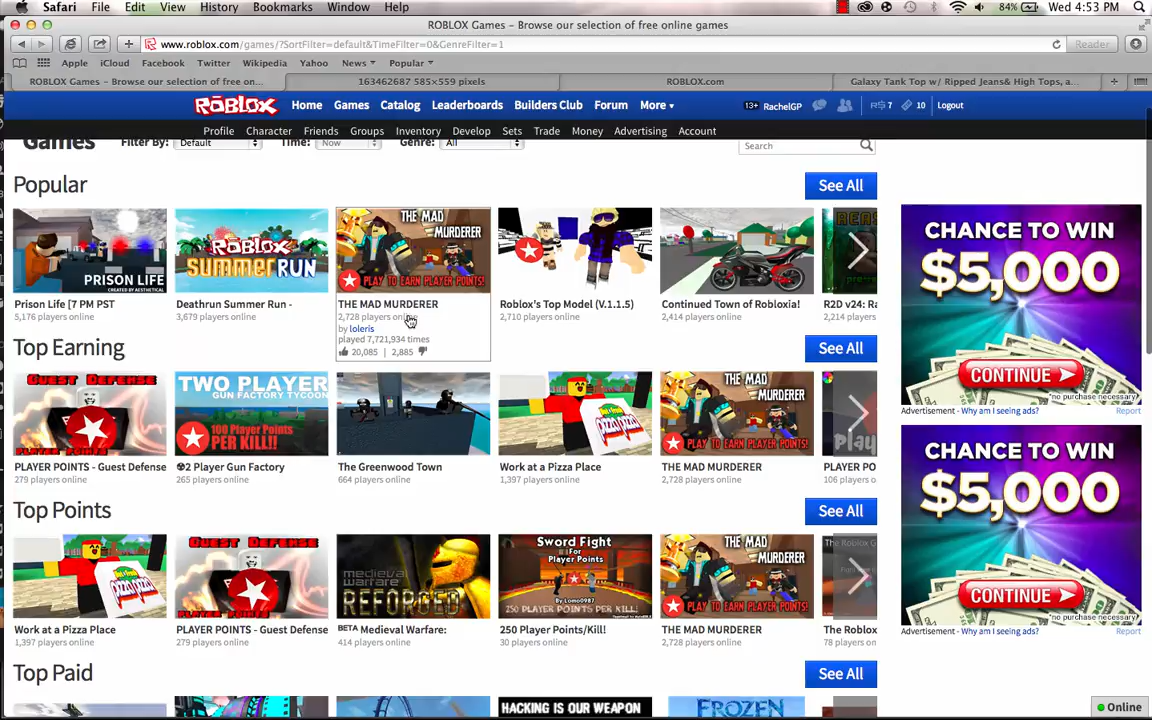 Safari File Edit View History Bookmarks Window Help 84% Wed 4:53 PM
ROBLOX Games – Browse our selection of free online games
www.roblox.com/games/?SortFilter=default&TimeFilter=0&GenreFilter=1 Reader
Apple iCloud Facebook Twitter Wikipedia Yahoo News Popular
ROBLOX Games – Browse our selection of free on... 163462687 585×559 pixels ROBLOX.com Galaxy Tank Top w/ Ripped Jeans& High Tops, a...
ROBLOX Home Games Catalog Leaderboards Builders Club Forum More 13+ RachelGP R$ 7 10 Logout
Profile Character Friends Groups Inventory Develop Sets Trade Money Advertising Account
Games Filter By: Default Time: Now Genre: All Search
Popular See All
PRISON LIFE
CREATED BY AESTHETICAL
ROBLOX SUMMER RUN
THE MAD MURDERER
PLAY TO EARN PLAYER POINTS!
Prison Life [7 PM PST Deathrun Summer Run - THE MAD MURDERER Roblox's Top Model (V.1.1.5) Continued Town of Robloxia! R2D v24: Ra
5,176 players online 3,679 players online 2,728 players online 2,710 players online 2,414 players online 2,214 players online
by loleris
played 7,721,934 times
20,085 | 2,885
Top Earning See All
GUEST DEFENSE
TWO PLAYER
GUN FACTORY TYCOON
100 Player Points
PER KILL!!
THE MAD MURDERER
PLAY TO EARN PLAYER POINTS!
PLAYER POINTS - Guest Defense 2 Player Gun Factory The Greenwood Town Work at a Pizza Place THE MAD MURDERER PLAYER PO
279 players online 265 players online 664 players online 1,397 players online 2,728 players online 106 players online
Top Points See All
GUEST DEFENSE
MEDIEVAL
WARFARE
REFORGED
Sword Fight
For
Player Points
By Lomo0987
250 PLAYER POINTS PER KILL!
THE MAD MURDERER
PLAY TO EARN PLAYER POINTS!
Work at a Pizza Place PLAYER POINTS - Guest Defense BETA Medieval Warfare: 250 Player Points/Kill! THE MAD MURDERER The Roblox
1,397 players online 279 players online 414 players online 30 players online 2,728 players online 78 players online
Top Paid See All
HACKING IS OUR WEAPON
FROZEN
CHANCE TO WIN
$5,000
CONTINUE
*no purchase necessary
Advertisement - Why am I seeing ads? Report
CHANCE TO WIN
$5,000
CONTINUE
*no purchase necessary
Advertisement - Why am I seeing ads? Report
Online